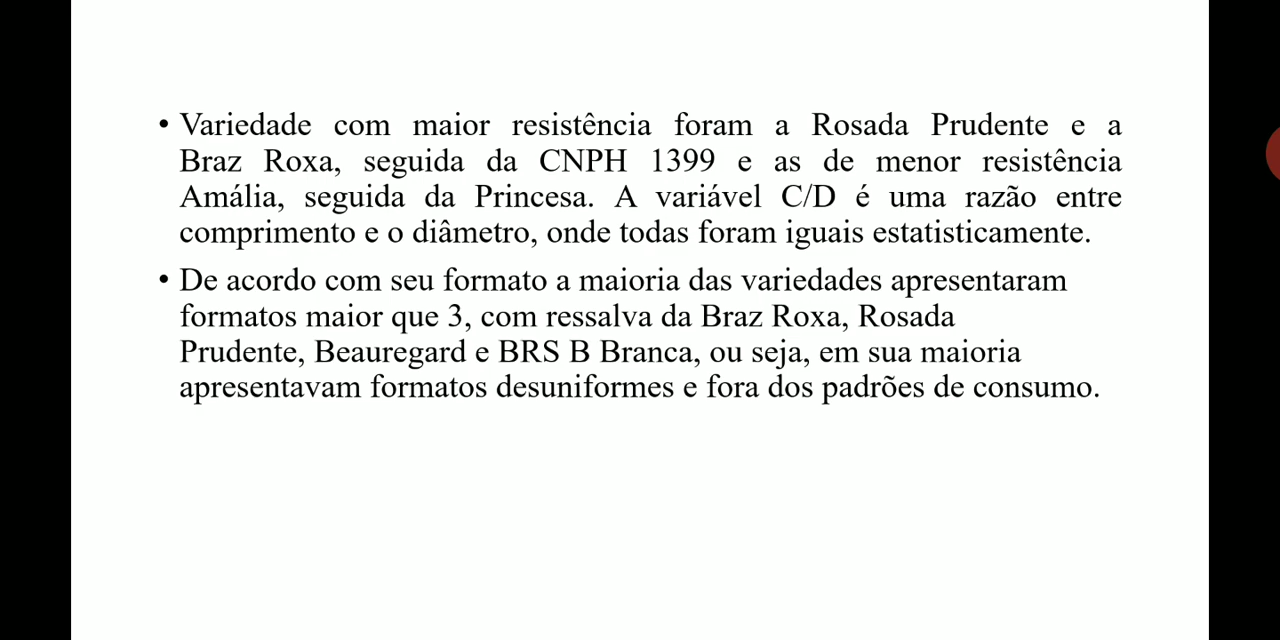 • Variedade com maior resistência foram a Rosada Prudente e a
Braz Roxa, seguida da CNPH 1399 e as de menor resistência
Amália, seguida da Princesa. A variável C/D é uma razão entre
comprimento e o diâmetro, onde todas foram iguais estatisticamente.
• De acordo com seu formato a maioria das variedades apresentaram
formatos maior que 3, com ressalva da Braz Roxa, Rosada
Prudente, Beauregard e BRS B Branca, ou seja, em sua maioria
apresentavam formatos desuniformes e fora dos padrões de consumo.